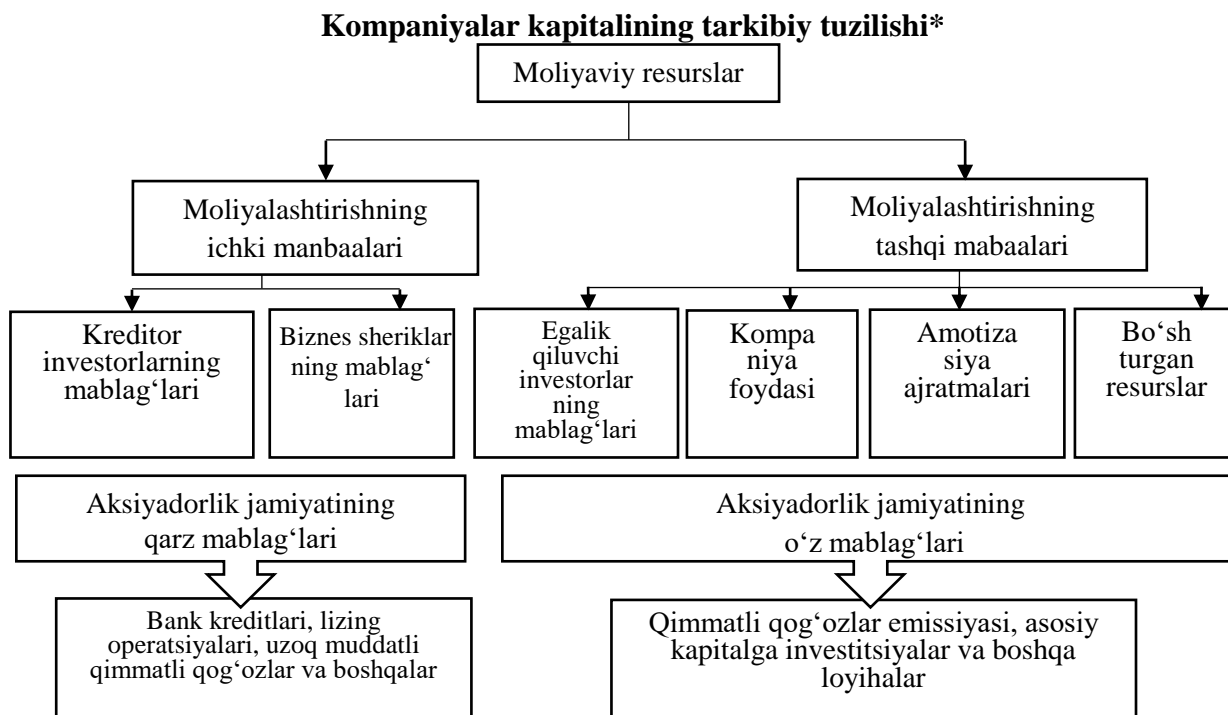 Kompaniyalar kapitalining tarkibiy tuzilishi*
Moliyaviy resurslar
Moliyalashtirishning
ichki manbaalari
Moliyalashtirishning
tashqi mabaalari
Kreditor
investorlarning
mablag‘lari
Biznes sheriklar
ning mablag‘
lari
Egalik
qiluvchi
investorlar
ning
mablag‘lari
Kompa
niya
foydasi
Amotiza
siya
ajratmalari
Bo‘sh
turgan
resurslar
Aksiyadorlik jamiyatining
qarz mablag‘lari
Aksiyadorlik jamiyatining
o‘z mablag‘lari
Bank kreditlari, lizing
operatsiyalari, uzoq muddatli
qimmatli qog‘ozlar va boshqalar
Qimmatli qog‘ozlar emissiyasi, asosiy
kapitalga investitsiyalar va boshqa
loyihalar